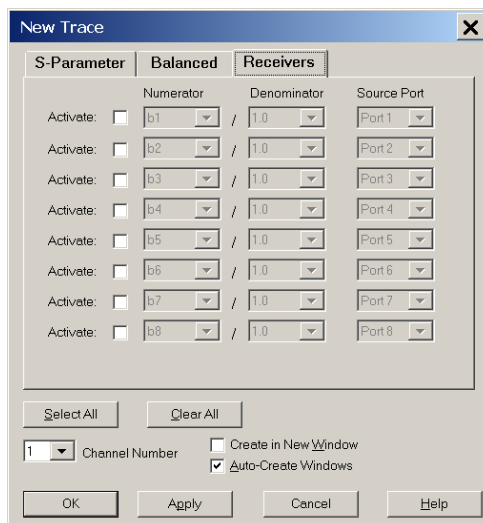 New Trace
S-Parameter Balanced Receivers
Numerator Denominator Source Port
Activate: b1 / 1.0 Port 1
Activate: b2 / 1.0 Port 2
Activate: b3 / 1.0 Port 3
Activate: b4 / 1.0 Port 4
Activate: b5 / 1.0 Port 5
Activate: b6 / 1.0 Port 6
Activate: b7 / 1.0 Port 7
Activate: b8 / 1.0 Port 8
Select All Clear All
1 Channel Number Create in New Window
Auto-Create Windows
OK Apply Cancel Help